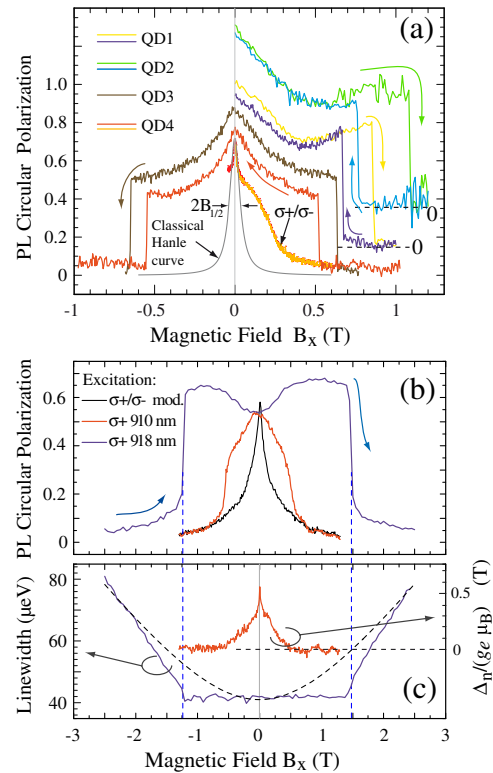 (a)
QD1
QD2
QD3
QD4
PL Circular Polarization
1.0
0.8
0.6
0.4
0.2
0
2B1/2
σ+/σ-
Classical
Hanle
curve
0
0
-1
-0.5
0
0.5
1
Magnetic Field Bx (T)
(b)
Excitation:
σ+/σ- mod.
σ+ 910 nm
σ+ 918 nm
PL Circular Polarization
0.6
0.4
0.2
0
(c)
Linewidth (µeV)
80
60
40
0.5
0
Δn/(ge µB) (T)
-3
-2
-1
0
1
2
3
Magnetic Field Bx (T)